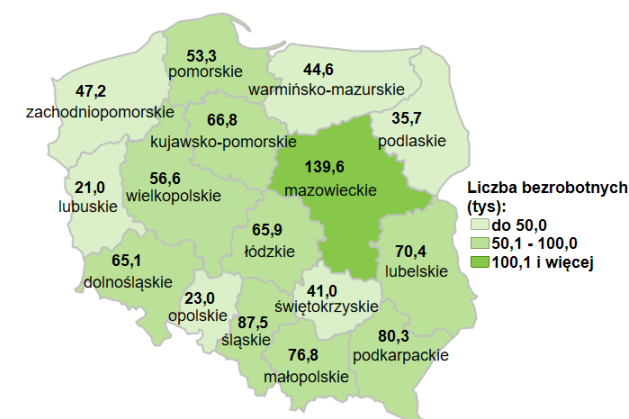 53,3
pomorskie
44,6
warmińsko-mazurskie
47,2
zachodniopomorskie
66,8
kujawsko-pomorskie
35,7
podlaskie
139,6
mazowieckie
56,6
wielkopolskie
21,0
lubuskie
Liczba bezrobotnych
(tys):
do 50,0
50,1 - 100,0
100,1 i więcej
65,9
łódzkie
70,4
lubelskie
65,1
dolnośląskie
23,0
opolskie
41,0
świętokrzyskie
87,5
śląskie
80,3
podkarpackie
76,8
małopolskie